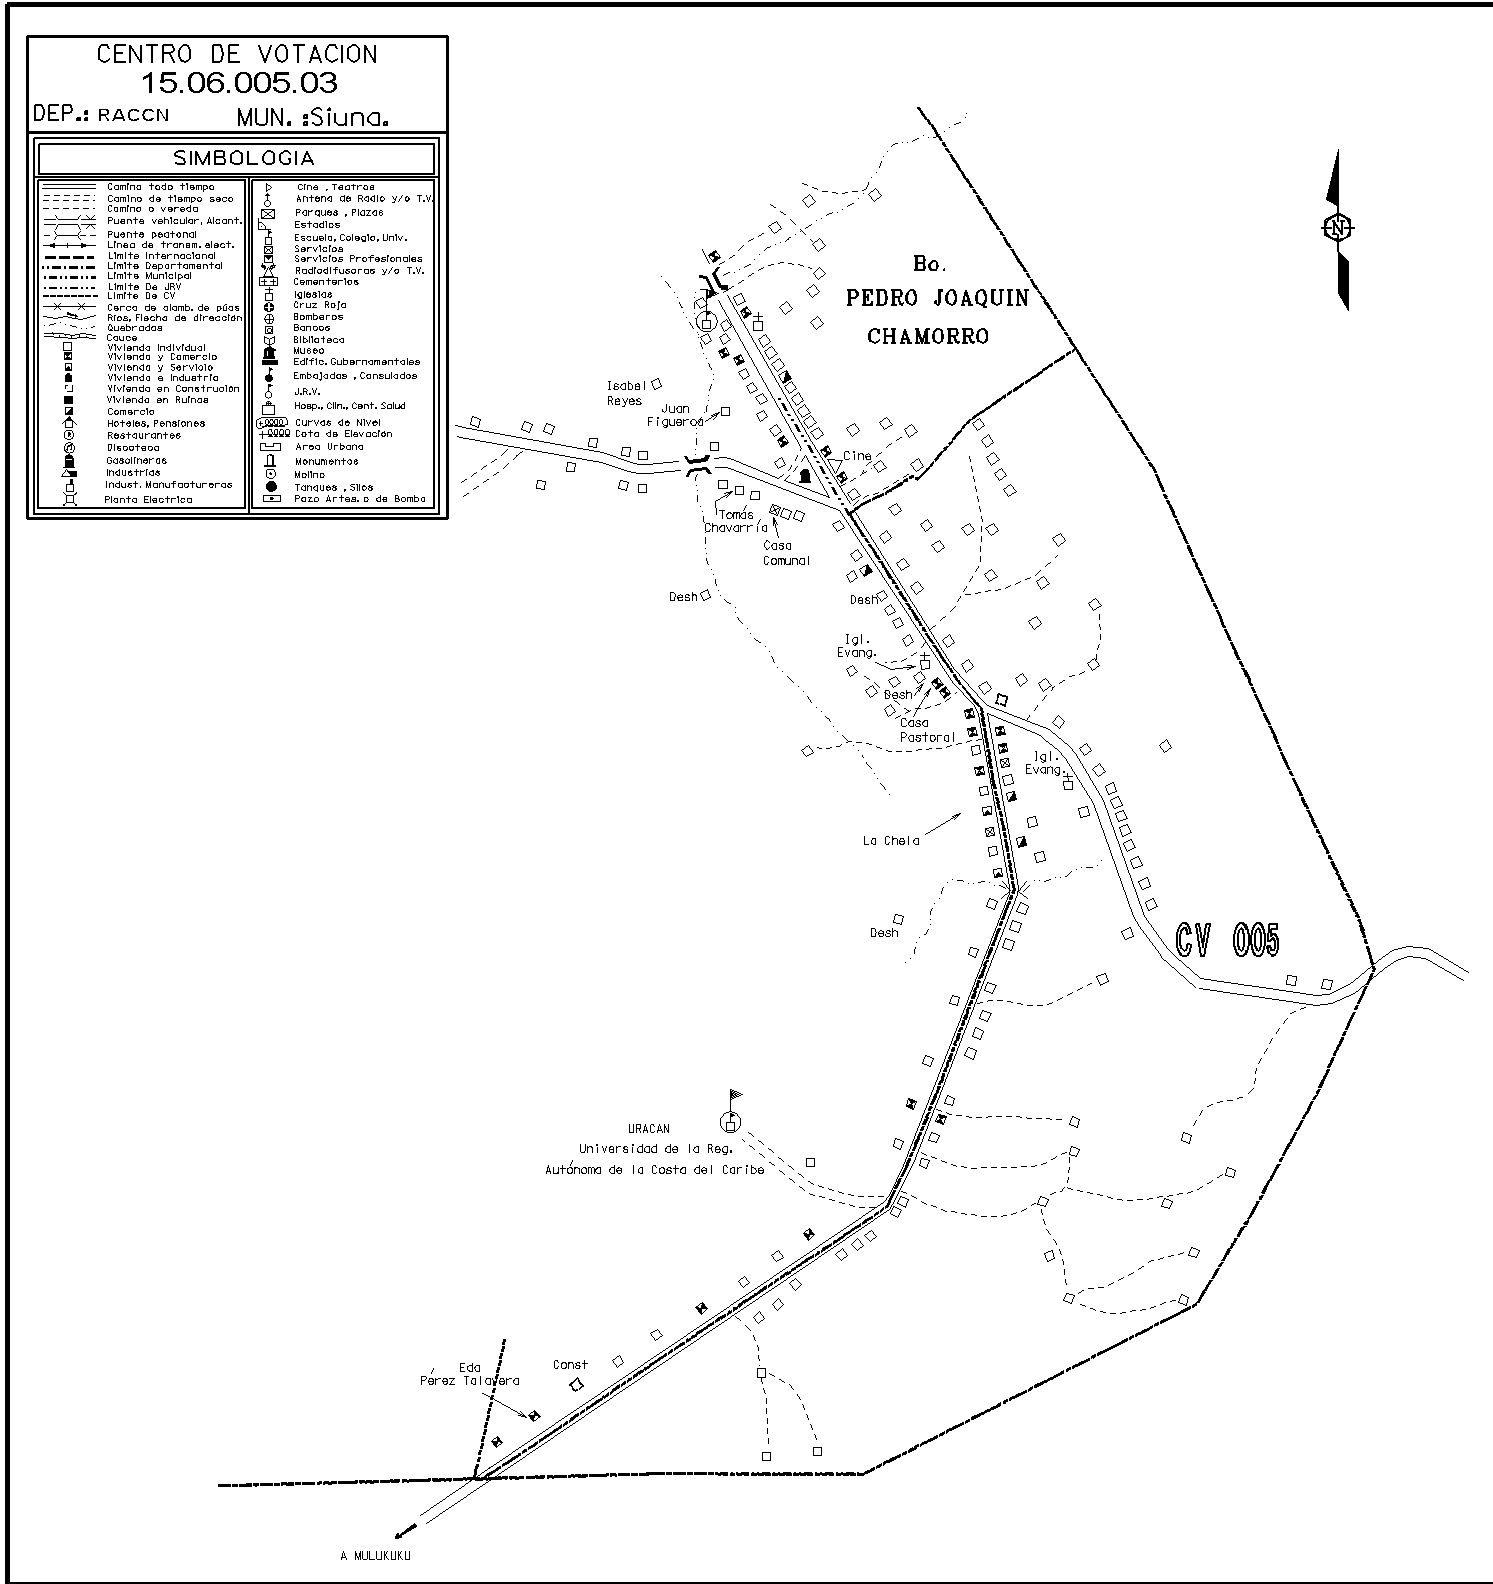 CENTRO DE VOTACION
15.06.005.03
DEP.: RACCN MUN. :Siuna.
SIMBOLOGIA
Camino todo tiempo
Camino de tiempo seco
Camino o vereda
Puente vehicular, Alcant.
Puente peatonal
Linea de transm. elect.
Limite Internacional
Limite Departamental
Limite Municipal
Limite De JRV
Limite De CV
Cerca de alamb. de púas
Rios, Flecha de dirección
Quebradas
Cauce
Vivienda Individual
Vivienda y Comercio
Vivienda y Servicio
Vivienda e Industria
Vivienda en Construción
Vivienda en Ruinas
Comercio
Hoteles, Pensiones
Restaurantes
Discoteca
Gasolineras
Industrias
Indust. Manufactureras
Planta Electrica
Cine , Teatros
Antena de Radio y/o T.V.
Parques , Plazas
Estadios
Escuela, Colegio, Univ.
Servicios
Servicios Profesionales
Radiodifusoras y/o T.V.
Cementerios
Iglesias
Cruz Roja
Bomberos
Bancos
Biblioteca
Museo
Edific. Gubernamentales
Embajadas , Consulados
J.R.V.
Hosp., Clin., Cent. Salud
Curvas de Nivel
Cota de Elevación
Area Urbana
Monumentos
Molino
Tanques , Silos
Pozo Artes. o de Bomba
N
Bo.
PEDRO JOAQUIN
CHAMORRO
Isabel
Reyes
Juan
Figueroa
Cine
Tomás
Chavarría
Casa
Comunal
Desh
Desh
Igl.
Evang.
Desh
Casa
Pastoral
Igl.
Evang.
La Chela
Desh
CV 005
URACAN
Universidad de la Reg.
Autónoma de la Costa del Caribe
Eda
Pérez Talavera
Const
A MULUKUKU